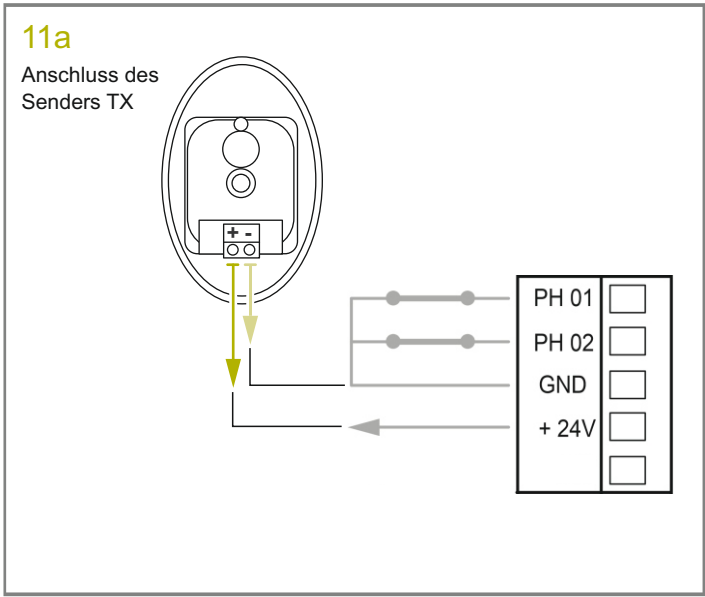 11a
Anschluss des
Senders TX
+ -
PH 01
PH 02
GND
+ 24V